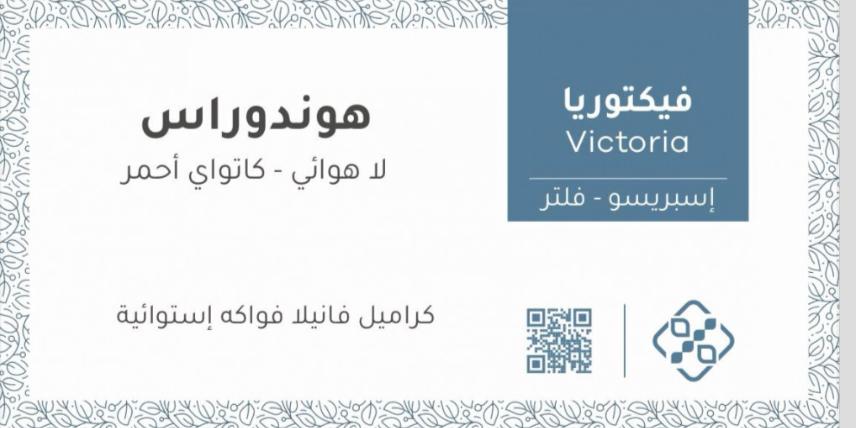 فيكتوريا
Victoria
إسبريسو - فلتر
هوندوراس
لا هوائي - كاتواي أحمر
كراميل فانيلا فواكه إستوائية